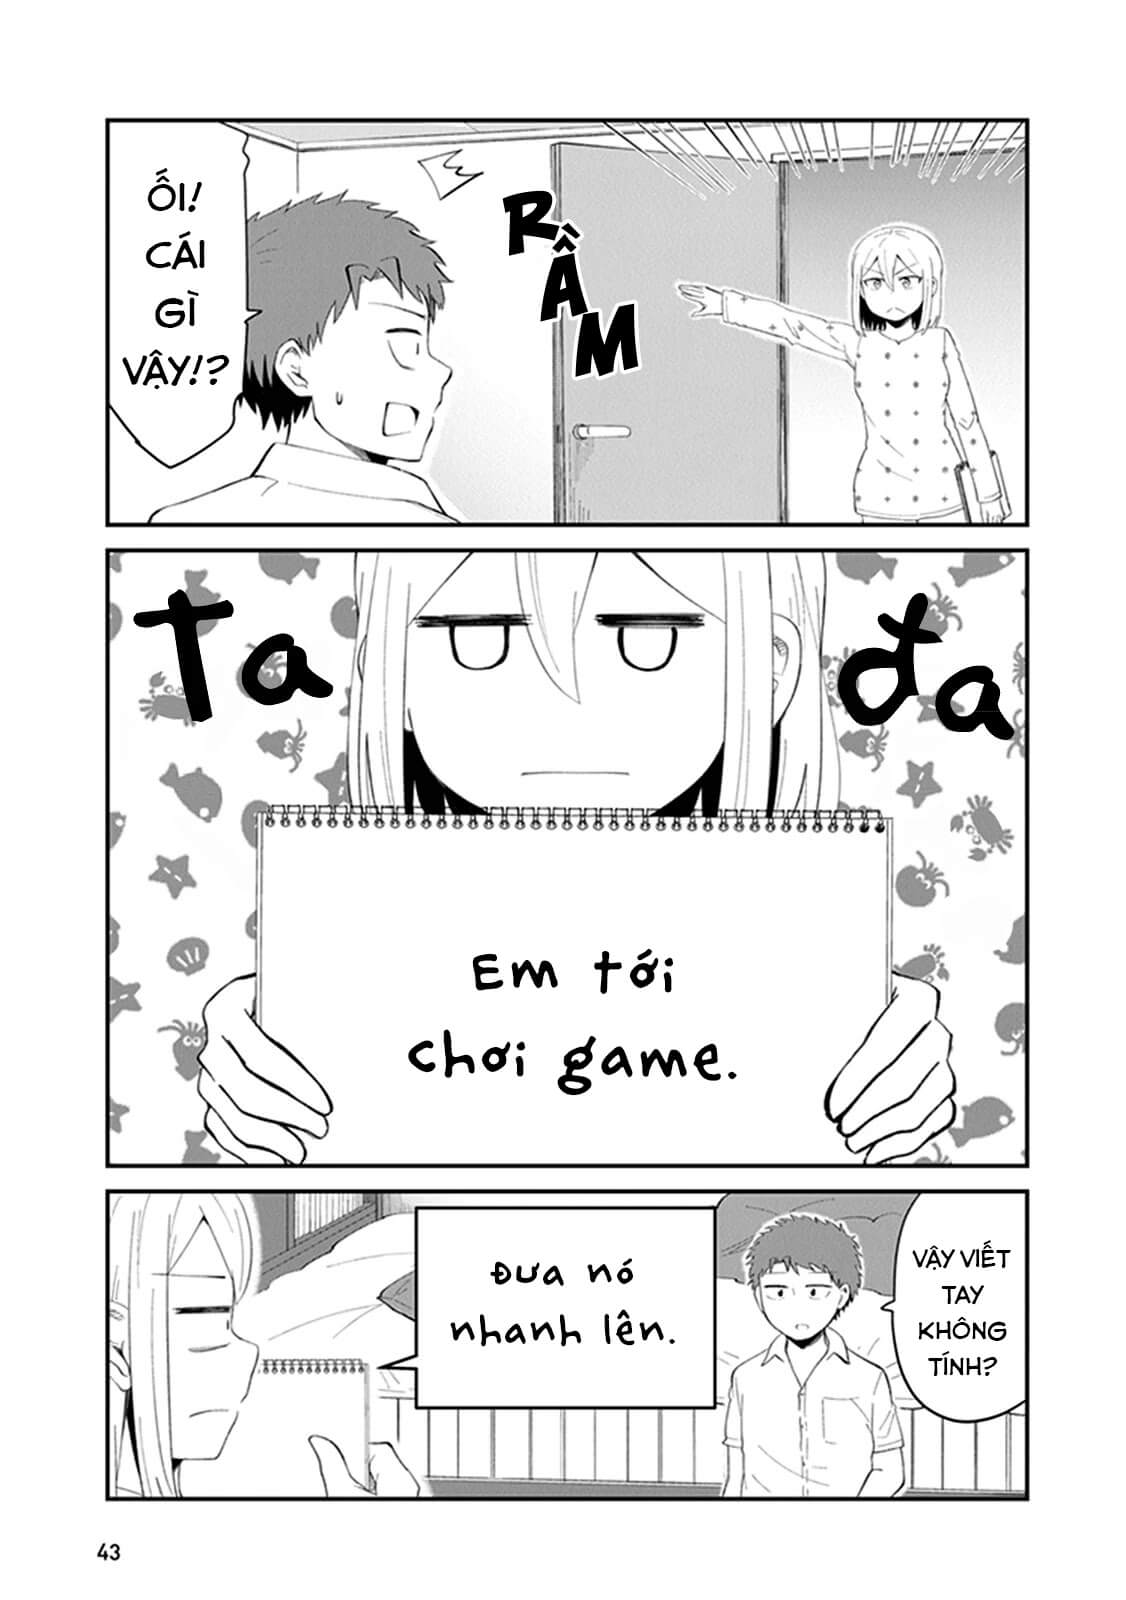 ỐI!
CÁI
GÌ
VẬY!?
RẦM
Ta
đa
Em tới
chơi game.
Đưa nó
nhanh lên.
VẬY VIẾT
TAY
KHÔNG
TÍNH?
43